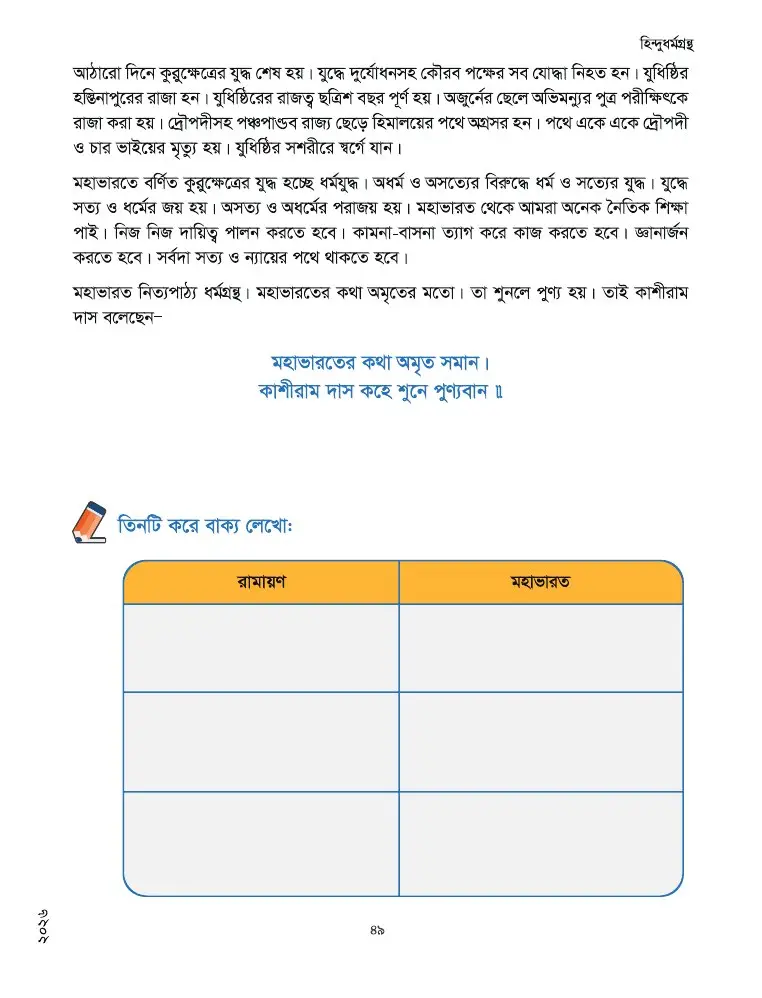 হিন্দুধর্মগ্রন্থ
আঠারো দিনে কুরুক্ষেত্রের যুদ্ধ শেষ হয়। যুদ্ধে দুর্যোধনসহ কৌরব পক্ষের সব যোদ্ধা নিহত হন। যুধিষ্ঠির
হস্তিনাপুরের রাজা হন। যুধিষ্ঠিরের রাজত্ব ছত্রিশ বছর পূর্ণ হয়। অজুর্নের ছেলে অভিমন্যুর পুত্র পরীক্ষিৎকে
রাজা করা হয়। দ্রৌপদীসহ পঞ্চপাণ্ডব রাজ্য ছেড়ে হিমালয়ের পথে অগ্রসর হন। পথে একে একে দ্রৌপদী
ও চার ভাইয়ের মৃত্যু হয়। যুধিষ্ঠির সশরীরে স্বর্গে যান।
মহাভারতে বর্ণিত কুরুক্ষেত্রের যুদ্ধ হচ্ছে ধর্মযুদ্ধ। অধর্ম ও অসত্যের বিরুদ্ধে ধর্ম ও সত্যের যুদ্ধ। যুদ্ধে
সত্য ও ধর্মের জয় হয়। অসত্য ও অধর্মের পরাজয় হয়। মহাভারত থেকে আমরা অনেক নৈতিক শিক্ষা
পাই। নিজ নিজ দায়িত্ব পালন করতে হবে। কামনা-বাসনা ত্যাগ করে কাজ করতে হবে। জ্ঞানার্জন
করতে হবে। সর্বদা সত্য ও ন্যায়ের পথে থাকতে হবে।
মহাভারত নিত্যপাঠ্য ধর্মগ্রন্থ। মহাভারতের কথা অমৃতের মতো। তা শুনলে পুণ্য হয়। তাই কাশীরাম
দাস বলেছেন–
মহাভারতের কথা অমৃত সমান।
কাশীরাম দাস কহে শুনে পুণ্যবান॥
তিনটি করে বাক্য লেখো:
রামায়ণ
মহাভারত
২০২৬
৪৯